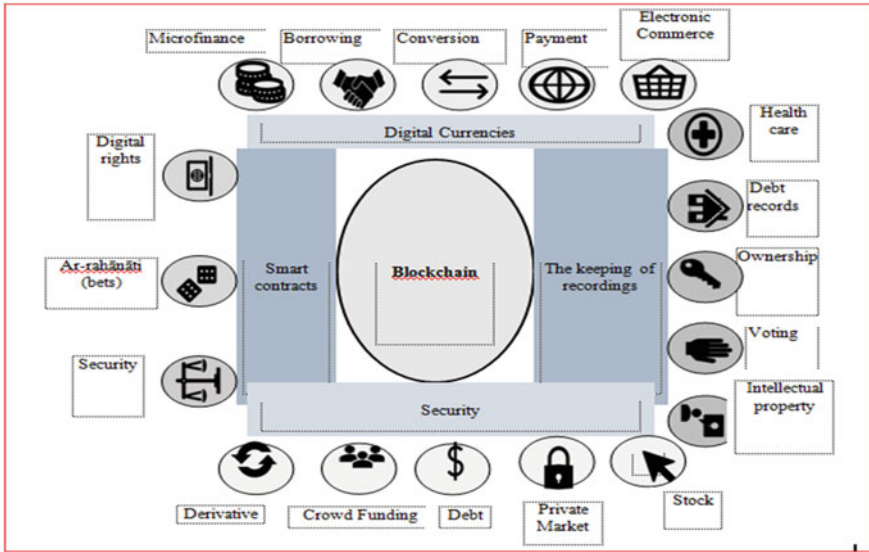 Microfinance
Borrowing
Conversion
Payment
Electronic
Commerce
Digital Currencies
Health
care
Digital
rights
Debt
records
Ar-rahānāti
(bets)
Smart
contracts
Blockchain
The keeping of
recordings
Ownership
Security
Voting
Intellectual
property
Security
Derivative
Crowd Funding
Debt
Private
Market
Stock